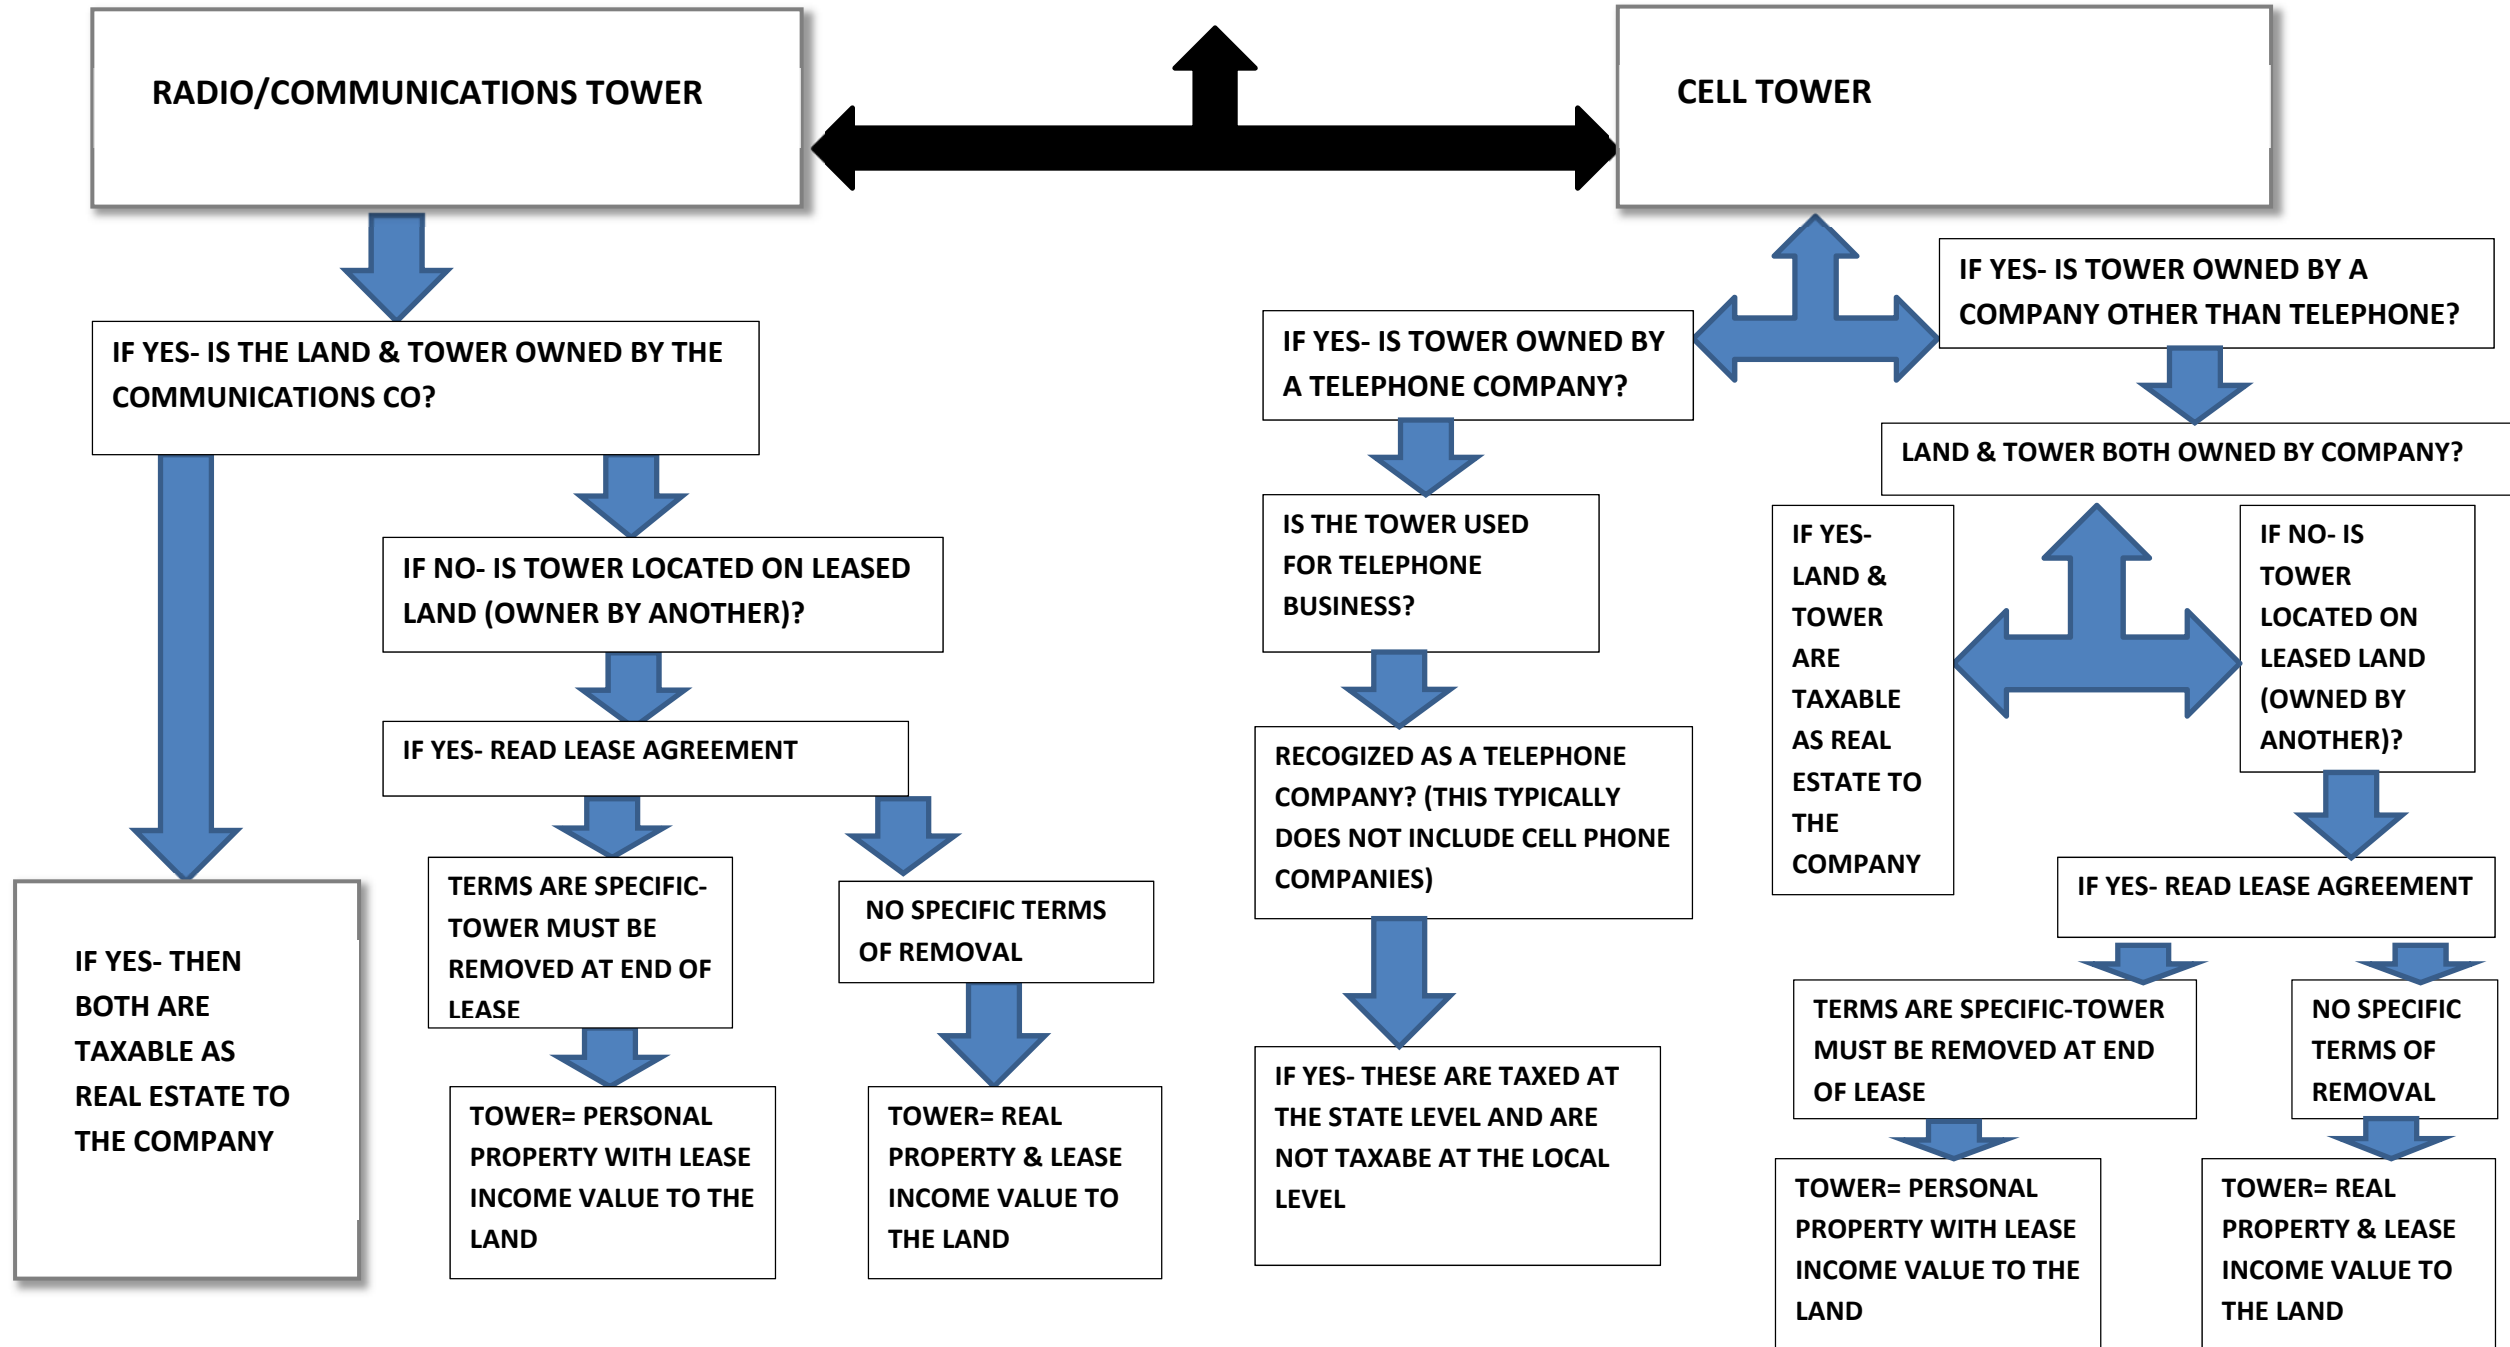 RADIO/COMMUNICATIONS TOWER
CELL TOWER
IF YES- IS THE LAND & TOWER OWNED BY THE
COMMUNICATIONS CO?
IF NO- IS TOWER LOCATED ON LEASED
LAND (OWNER BY ANOTHER)?
IF YES- READ LEASE AGREEMENT
TERMS ARE SPECIFIC-
TOWER MUST BE
REMOVED AT END OF
LEASE
NO SPECIFIC TERMS
OF REMOVAL
IF YES- THEN
BOTH ARE
TAXABLE AS
REAL ESTATE TO
THE COMPANY
TOWER= PERSONAL
PROPERTY WITH LEASE
INCOME VALUE TO THE
LAND
TOWER= REAL
PROPERTY & LEASE
INCOME VALUE TO
THE LAND
IF YES- IS TOWER OWNED BY
A TELEPHONE COMPANY?
IS THE TOWER USED
FOR TELEPHONE
BUSINESS?
RECOGIZED AS A TELEPHONE
COMPANY? (THIS TYPICALLY
DOES NOT INCLUDE CELL PHONE
COMPANIES)
IF YES- THESE ARE TAXED AT
THE STATE LEVEL AND ARE
NOT TAXABE AT THE LOCAL
LEVEL
IF YES- IS TOWER OWNED BY A
COMPANY OTHER THAN TELEPHONE?
LAND & TOWER BOTH OWNED BY COMPANY?
IF YES-
LAND &
TOWER
ARE
TAXABLE
AS REAL
ESTATE TO
THE
COMPANY
IF NO- IS
TOWER
LOCATED ON
LEASED LAND
(OWNED BY
ANOTHER)?
IF YES- READ LEASE AGREEMENT
TERMS ARE SPECIFIC-TOWER
MUST BE REMOVED AT END
OF LEASE
NO SPECIFIC
TERMS OF
REMOVAL
TOWER= PERSONAL
PROPERTY WITH LEASE
INCOME VALUE TO THE
LAND
TOWER= REAL
PROPERTY & LEASE
INCOME VALUE TO
THE LAND